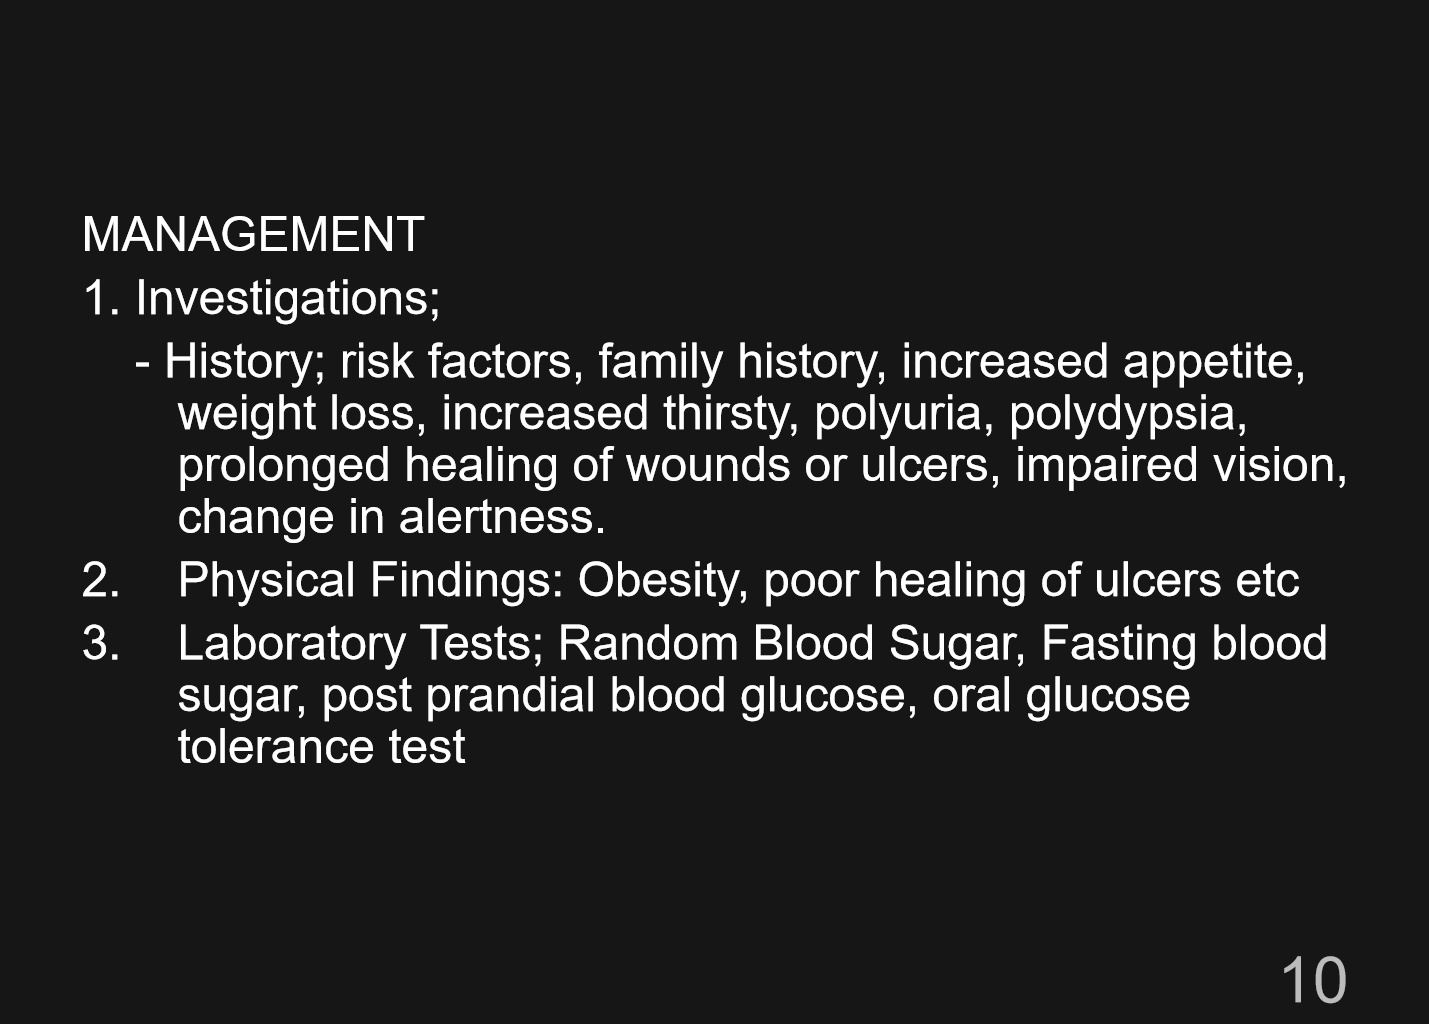 MANAGEMENT
1. Investigations;
- History; risk factors, family history, increased appetite,
weight loss, increased thirsty, polyuria, polydypsia,
prolonged healing of wounds or ulcers, impaired vision,
change in alertness.
2. Physical Findings: Obesity, poor healing of ulcers etc
3. Laboratory Tests; Random Blood Sugar, Fasting blood
sugar, post prandial blood glucose, oral glucose
tolerance test
10